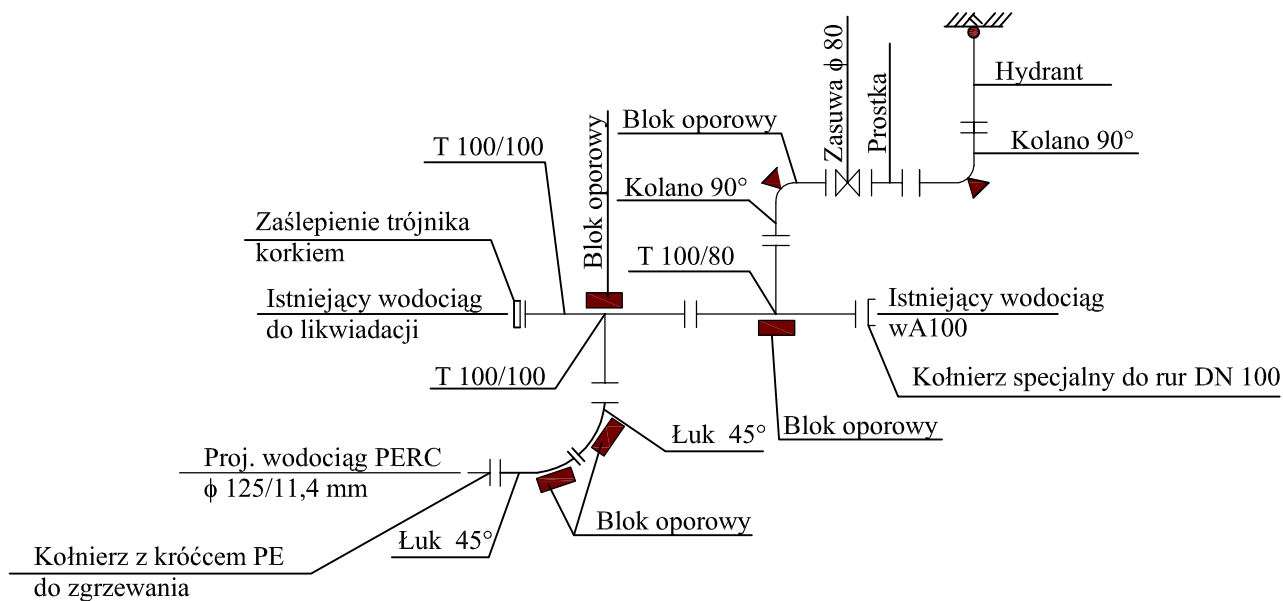 Zasuwa ϕ 80
Prostka
Hydrant
Blok oporowy
Blok oporowy
Kolano 90°
T 100/100
Kolano 90°
Zaślepienie trójnika
korkiem
T 100/80
Istniejący wodociąg
do likwiadacji
Istniejący wodociąg
wA100
T 100/100
Kołnierz specjalny do rur DN 100
Blok oporowy
Łuk 45°
Proj. wodociąg PERC
ϕ 125/11,4 mm
Blok oporowy
Łuk 45°
Kołnierz z króćcem PE
do zgrzewania